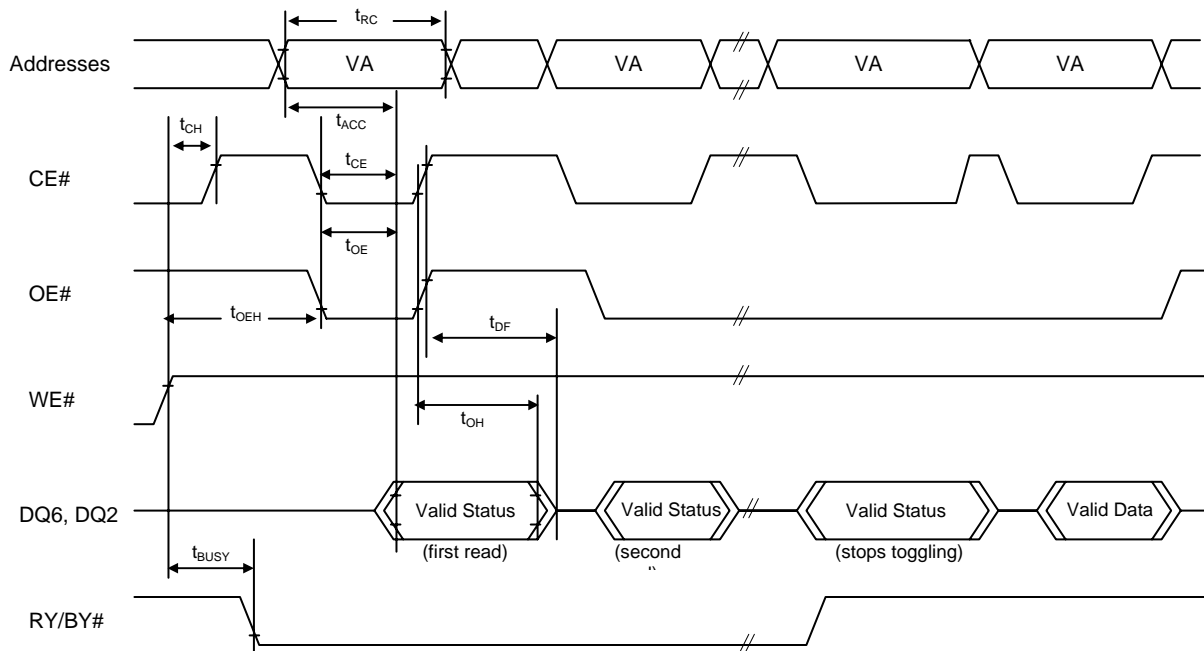 tRC
Addresses VA VA VA VA
tACC
tCH
tCE
CE#
tOE
OE#
tOEH
tDF
WE#
tOH
DQ6, DQ2 Valid Status Valid Status Valid Status Valid Data
(first read) (second (stops toggling)
tBUSY
RY/BY#